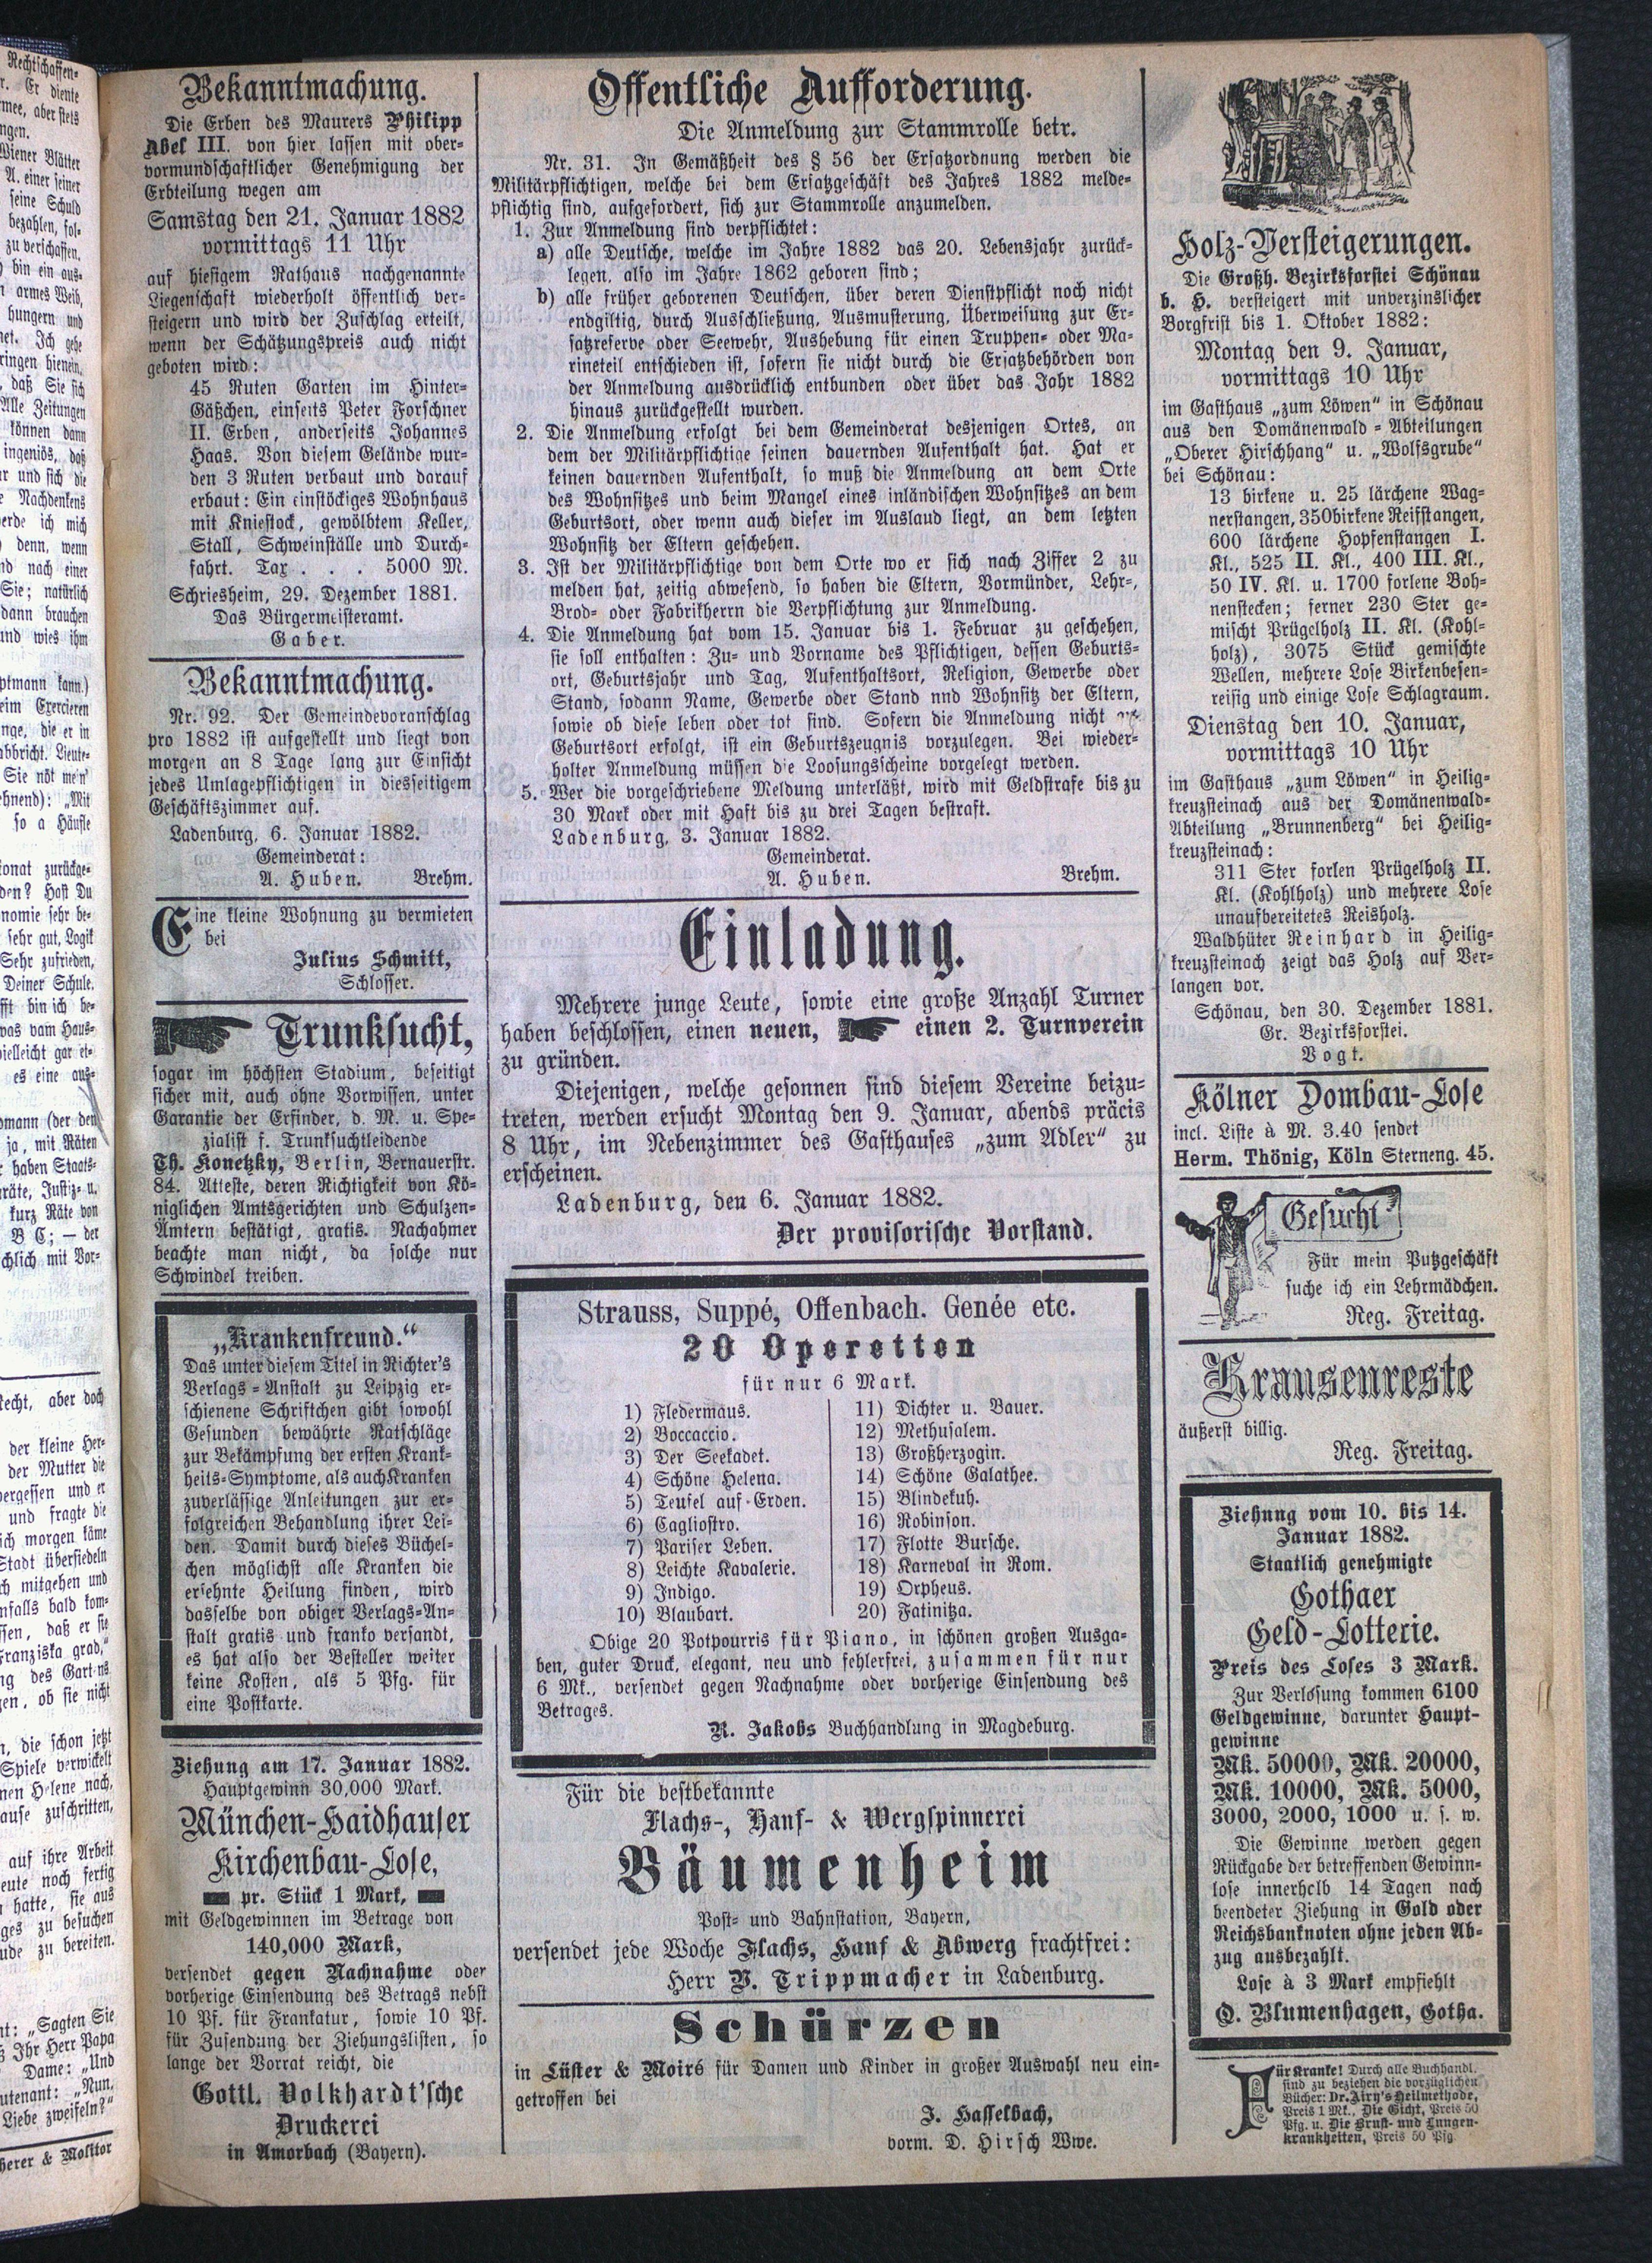 Bekanntmachung.
Die Erben des Maurers Philipp
Abel III. von hier lassen mit ober-
vormundschaftlicher Genehmigung der
Erbteilung wegen am
Samstag den 21. Januar 1882
vormittags 11 Uhr
auf hiesigem Rathaus nachgenannte
Liegenschaft wiederholt öffentlich ver-
steigern und wird der Zuschlag erteilt,
wenn der Schätzungspreis auch nicht
geboten wird:
45 Ruten Garten im Hinter-
Gäßchen, einseits Peter Forschner
II. Erben, anderseits Johannes
Haas. Von diesem Gelände wur-
den 3 Ruten verbaut und darauf
erbaut: Ein einstöckiges Wohnhaus
mit Kniestock, gewölbtem Keller,
Stall, Schweinställe und Durch-
fahrt. Tax . . . 5000 M.
Schriesheim, 29. Dezember 1881.
Das Bürgermeisteramt.
Gaber.
Bekanntmachung.
Nr. 92. Der Gemeindevoranschlag
pro 1882 ist aufgestellt und liegt von
morgen an 8 Tage lang zur Einsicht
jedes Umlagepflichtigen in diesseitigem
Geschäftszimmer auf.
Ladenburg, 6. Januar 1882.
Gemeinderat:
A. Huben. Brehm.
Eine kleine Wohnung zu vermieten
bei
Julius Schmitt,
Schlosser.
Trunksucht,
sogar im höchsten Stadium, beseitigt
sicher mit, auch ohne Vorwissen, unter
Garantie der Erfinder, d. M. u. Spe-
zialist f. Trunksuchtleidende
Th. Konetzky, Berlin, Bernauerstr.
84. Atteste, deren Richtigkeit von Kö-
niglichen Amtsgerichten und Schulzen-
Ämtern bestätigt, gratis. Nachahmer
beachte man nicht, da solche nur
Schwindel treiben.
„Krankenfreund.“
Das unter diesem Titel in Richter's
Verlags-Anstalt zu Leipzig er-
schienene Schriftchen gibt sowohl
Gesunden bewährte Ratschläge
zur Bekämpfung der ersten Krank-
heits-Symptome, als auch Kranken
zuverlässige Anleitungen zur er-
folgreichen Behandlung ihrer Lei-
den. Damit durch dieses Büchel-
chen möglichst alle Kranken die
ersehnte Heilung finden, wird
dasselbe von obiger Verlags-An-
stalt gratis und franko versandt,
es hat also der Besteller weiter
keine Kosten, als 5 Pfg. für
eine Postkarte.
Ziehung am 17. Januar 1882.
Hauptgewinn 30,000 Mark.
München-Haidhauser
Kirchenbau-Lose,
pr. Stück 1 Mark,
mit Geldgewinnen im Betrage von
140,000 Mark,
versendet gegen Nachnahme oder
vorherige Einsendung des Betrags nebst
10 Pf. für Frankatur, sowie 10 Pf.
für Zusendung der Ziehungslisten, so
lange der Vorrat reicht, die
Gottl. Volkhardt'sche
Druckerei
in Amorbach (Bayern).
Öffentliche Aufforderung.
Die Anmeldung zur Stammrolle betr.
Nr. 31. In Gemäßheit des § 56 der Ersatzordnung werden die
Militärpflichtigen, welche bei dem Ersatzgeschäft des Jahres 1882 melde-
pflichtig sind, aufgefordert, sich zur Stammrolle anzumelden.
1. Zur Anmeldung sind verpflichtet:
a) alle Deutsche, welche im Jahre 1882 das 20. Lebensjahr zurück-
legen, also im Jahre 1862 geboren sind;
b) alle früher geborenen Deutschen, über deren Dienstpflicht noch nicht
endgiltig, durch Ausschließung, Ausmusterung, Überweisung zur Er-
satzreserve oder Seewehr, Aushebung für einen Truppen- oder Ma-
rineteil entschieden ist, sofern sie nicht durch die Ersatzbehörden von
der Anmeldung ausdrücklich entbunden oder über das Jahr 1882
hinaus zurückgestellt wurden.
2. Die Anmeldung erfolgt bei dem Gemeinderat desjenigen Ortes, an
dem der Militärpflichtige seinen dauernden Aufenthalt hat. Hat er
keinen dauernden Aufenthalt, so muß die Anmeldung an dem Orte
des Wohnsitzes und beim Mangel eines inländischen Wohnsitzes an dem
Geburtsort, oder wenn auch dieser im Ausland liegt, an dem letzten
Wohnsitz der Eltern geschehen.
3. Ist der Militärpflichtige von dem Orte wo er sich nach Ziffer 2 zu
melden hat, zeitig abwesend, so haben die Eltern, Vormünder, Lehr-,
Brod- oder Fabrikherrn die Verpflichtung zur Anmeldung.
4. Die Anmeldung hat vom 15. Januar bis 1. Februar zu geschehen,
sie soll enthalten: Zu- und Vorname des Pflichtigen, dessen Geburts-
ort, Geburtsjahr und Tag, Aufenthaltsort, Religion, Gewerbe oder
Stand, sodann Name, Gewerbe oder Stand nnd Wohnsitz der Eltern,
sowie ob diese leben oder tot sind. Sofern die Anmeldung nicht
Geburtsort erfolgt, ist ein Geburtszeugnis vorzulegen. Bei wieder-
holter Anmeldung müssen die Loosungsscheine vorgelegt werden.
5. Wer die vorgeschriebene Meldung unterläßt, wird mit Geldstrafe bis zu
30 Mark oder mit Haft bis zu drei Tagen bestraft.
Ladenburg, 3. Januar 1882.
Gemeinderat.
A. Huben. Brehm.
Einladung.
Mehrere junge Leute, sowie eine große Anzahl Turner
haben beschlossen, einen neuen, einen 2. Turnverein
zu gründen.
Diejenigen, welche gesonnen sind diesem Vereine beizu-
treten, werden ersucht Montag den 9. Januar, abends präcis
8 Uhr, im Nebenzimmer des Gasthauses „zum Adler“ zu
erscheinen.
Ladenburg, den 6. Januar 1882.
Der provisorische Vorstand.
Strauss, Suppé, Offenbach. Genée etc.
20 Operetten
für nur 6 Mark.
1) Fledermaus.
2) Boccaccio.
3) Der Seekadet.
4) Schöne Helena.
5) Teufel auf Erden.
6) Cagliostro.
7) Pariser Leben.
8) Leichte Kavalerie.
9) Indigo.
10) Blaubart.
11) Dichter u. Bauer.
12) Methusalem.
13) Großherzogin.
14) Schöne Galathee.
15) Blindekuh.
16) Robinson.
17) Flotte Bursche.
18) Karneval in Rom.
19) Orpheus.
20) Fatinitza.
Obige 20 Potpourris für Piano, in schönen großen Ausga-
ben, guter Druck, elegant, neu und fehlerfrei, zusammen für nur
6 Mk., versendet gegen Nachnahme oder vorherige Einsendung des
Betrages.
R. Jakobs Buchhandlung in Magdeburg.
Für die bestbekannte
Flachs-, Hanf- & Wergspinnerei
Bäumenheim
Post- und Bahnstation, Bayern,
versendet jede Woche Flachs, Hanf & Abwerg frachtfrei:
Herr P. Trippmacher in Ladenburg.
Schürzen
in Lüster & Moiré für Damen und Kinder in großer Auswahl neu ein-
getroffen bei
J. Hasselbach,
vorm. D. Hirsch Wwe.
Holz-Versteigerungen.
Die Großh. Bezirksforstei Schönau
b. H. versteigert mit unverzinslicher
Borgfrist bis 1. Oktober 1882:
Montag den 9. Januar,
vormittags 10 Uhr
im Gasthaus „zum Löwen“ in Schönau
aus den Domänenwald-Abteilungen
„Oberer Hirschhang“ u. „Wolfsgrube“
bei Schönau:
13 birkene u. 25 lärchene Wag-
nerstangen, 350 birkene Reifstangen,
600 lärchene Hopfenstangen I.
Kl., 525 II. Kl., 400 III. Kl.,
50 IV. Kl. u. 1700 forlene Boh-
nenstecken; ferner 230 Ster ge-
mischt Prügelholz II. Kl. (Kohl-
holz), 3075 Stück gemischte
Wellen, mehrere Lose Birkenbesen-
reisig und einige Lose Schlagraum.
Dienstag den 10. Januar,
vormittags 10 Uhr
im Gasthaus „zum Löwen“ in Heilig-
kreuzsteinach aus der Domänenwald-
Abteilung „Brunnenberg“ bei Heilig-
kreuzsteinach:
311 Ster forlen Prügelholz II.
Kl. (Kohlholz) und mehrere Lose
unaufbereitetes Reisholz.
Waldhüter Reinhard in Heilig-
kreuzsteinach zeigt das Holz auf Ver-
langen vor.
Schönau, den 30. Dezember 1881.
Gr. Bezirksforstei.
Vogt.
Kölner Dombau-Lose
incl. Liste à M. 3.40 sendet
Herm. Thönig, Köln Sterneng. 45.
Gesucht
Für mein Putzgeschäft
suche ich ein Lehrmädchen.
Reg. Freitag.
Krausenreste
äußerst billig.
Reg. Freitag.
Ziehung vom 10. bis 14.
Januar 1882.
Staatlich genehmigte
Gothaer
Geld-Lotterie.
Preis des Loses 3 Mark.
Zur Verlosung kommen 6100
Geldgewinne, darunter Haupt-
gewinne
Mk. 50000, Mk. 20000,
Mk. 10000, Mk. 5000,
3000, 2000, 1000 u. s. w.
Die Gewinne werden gegen
Rückgabe der betreffenden Gewinn-
lose innerhalb 14 Tagen nach
beendeter Ziehung in Gold oder
Reichsbanknoten ohne jeden Ab-
zug ausbezahlt.
Lose à 3 Mark empfiehlt
O. Blumenhagen, Gotha.
Für Kranke! Durch alle Buchhandl.
sind zu beziehen die vorzüglichen
Bücher: Dr. Airy's Heilmethode,
Preis 1 Mk., Die Gicht, Preis 50
Pfg. u. Die Brust- und Lungen-
krankheiten, Preis 50 Pfg.